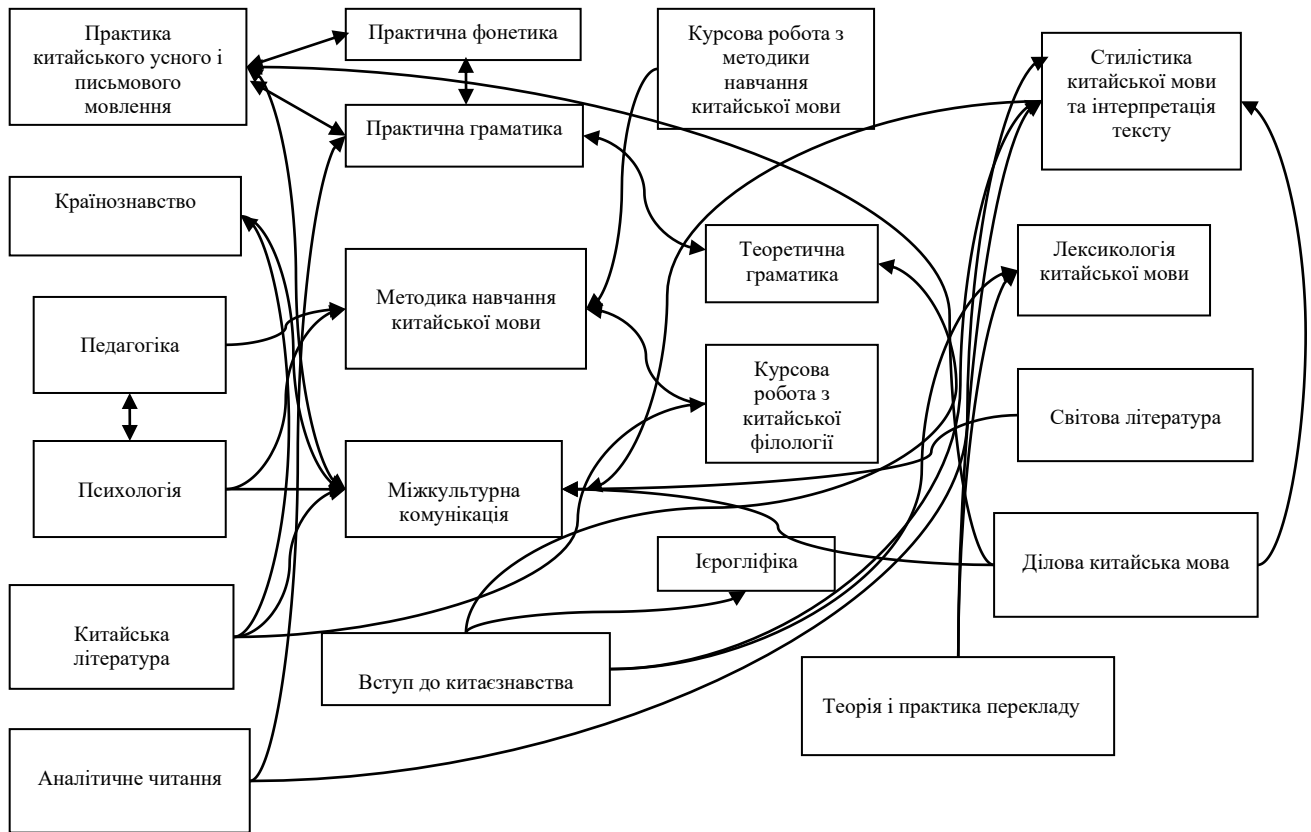 Практика
китайського усного і
письмового
мовлення
Практична фонетика
Курсова робота з
методики
навчання
китайської мови
Стилістика
китайської мови
та інтерпретація
тексту
Практична граматика
Країнознавство
Теоретична
граматика
Лексикологія
китайської мови
Методика навчання
китайської мови
Педагогіка
Курсова
робота з
китайської
філології
Світова література
Психологія
Міжкультурна
комунікація
Ієрогліфіка
Ділова китайська мова
Китайська
література
Вступ до китаєзнавства
Теорія і практика перекладу
Аналітичне читання